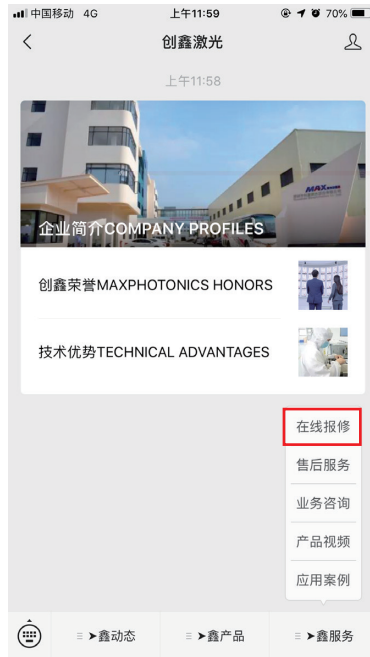 中国移动 4G 上午11:59 70%
创鑫激光
上午11:58
MAX
企业简介COMPANY PROFILES
创鑫荣誉MAXPHOTONICS HONORS
技术优势TECHNICAL ADVANTAGES
在线报修
售后服务
业务咨询
产品视频
应用案例
≡ ➤鑫动态 ≡ ➤鑫产品 ≡ ➤鑫服务